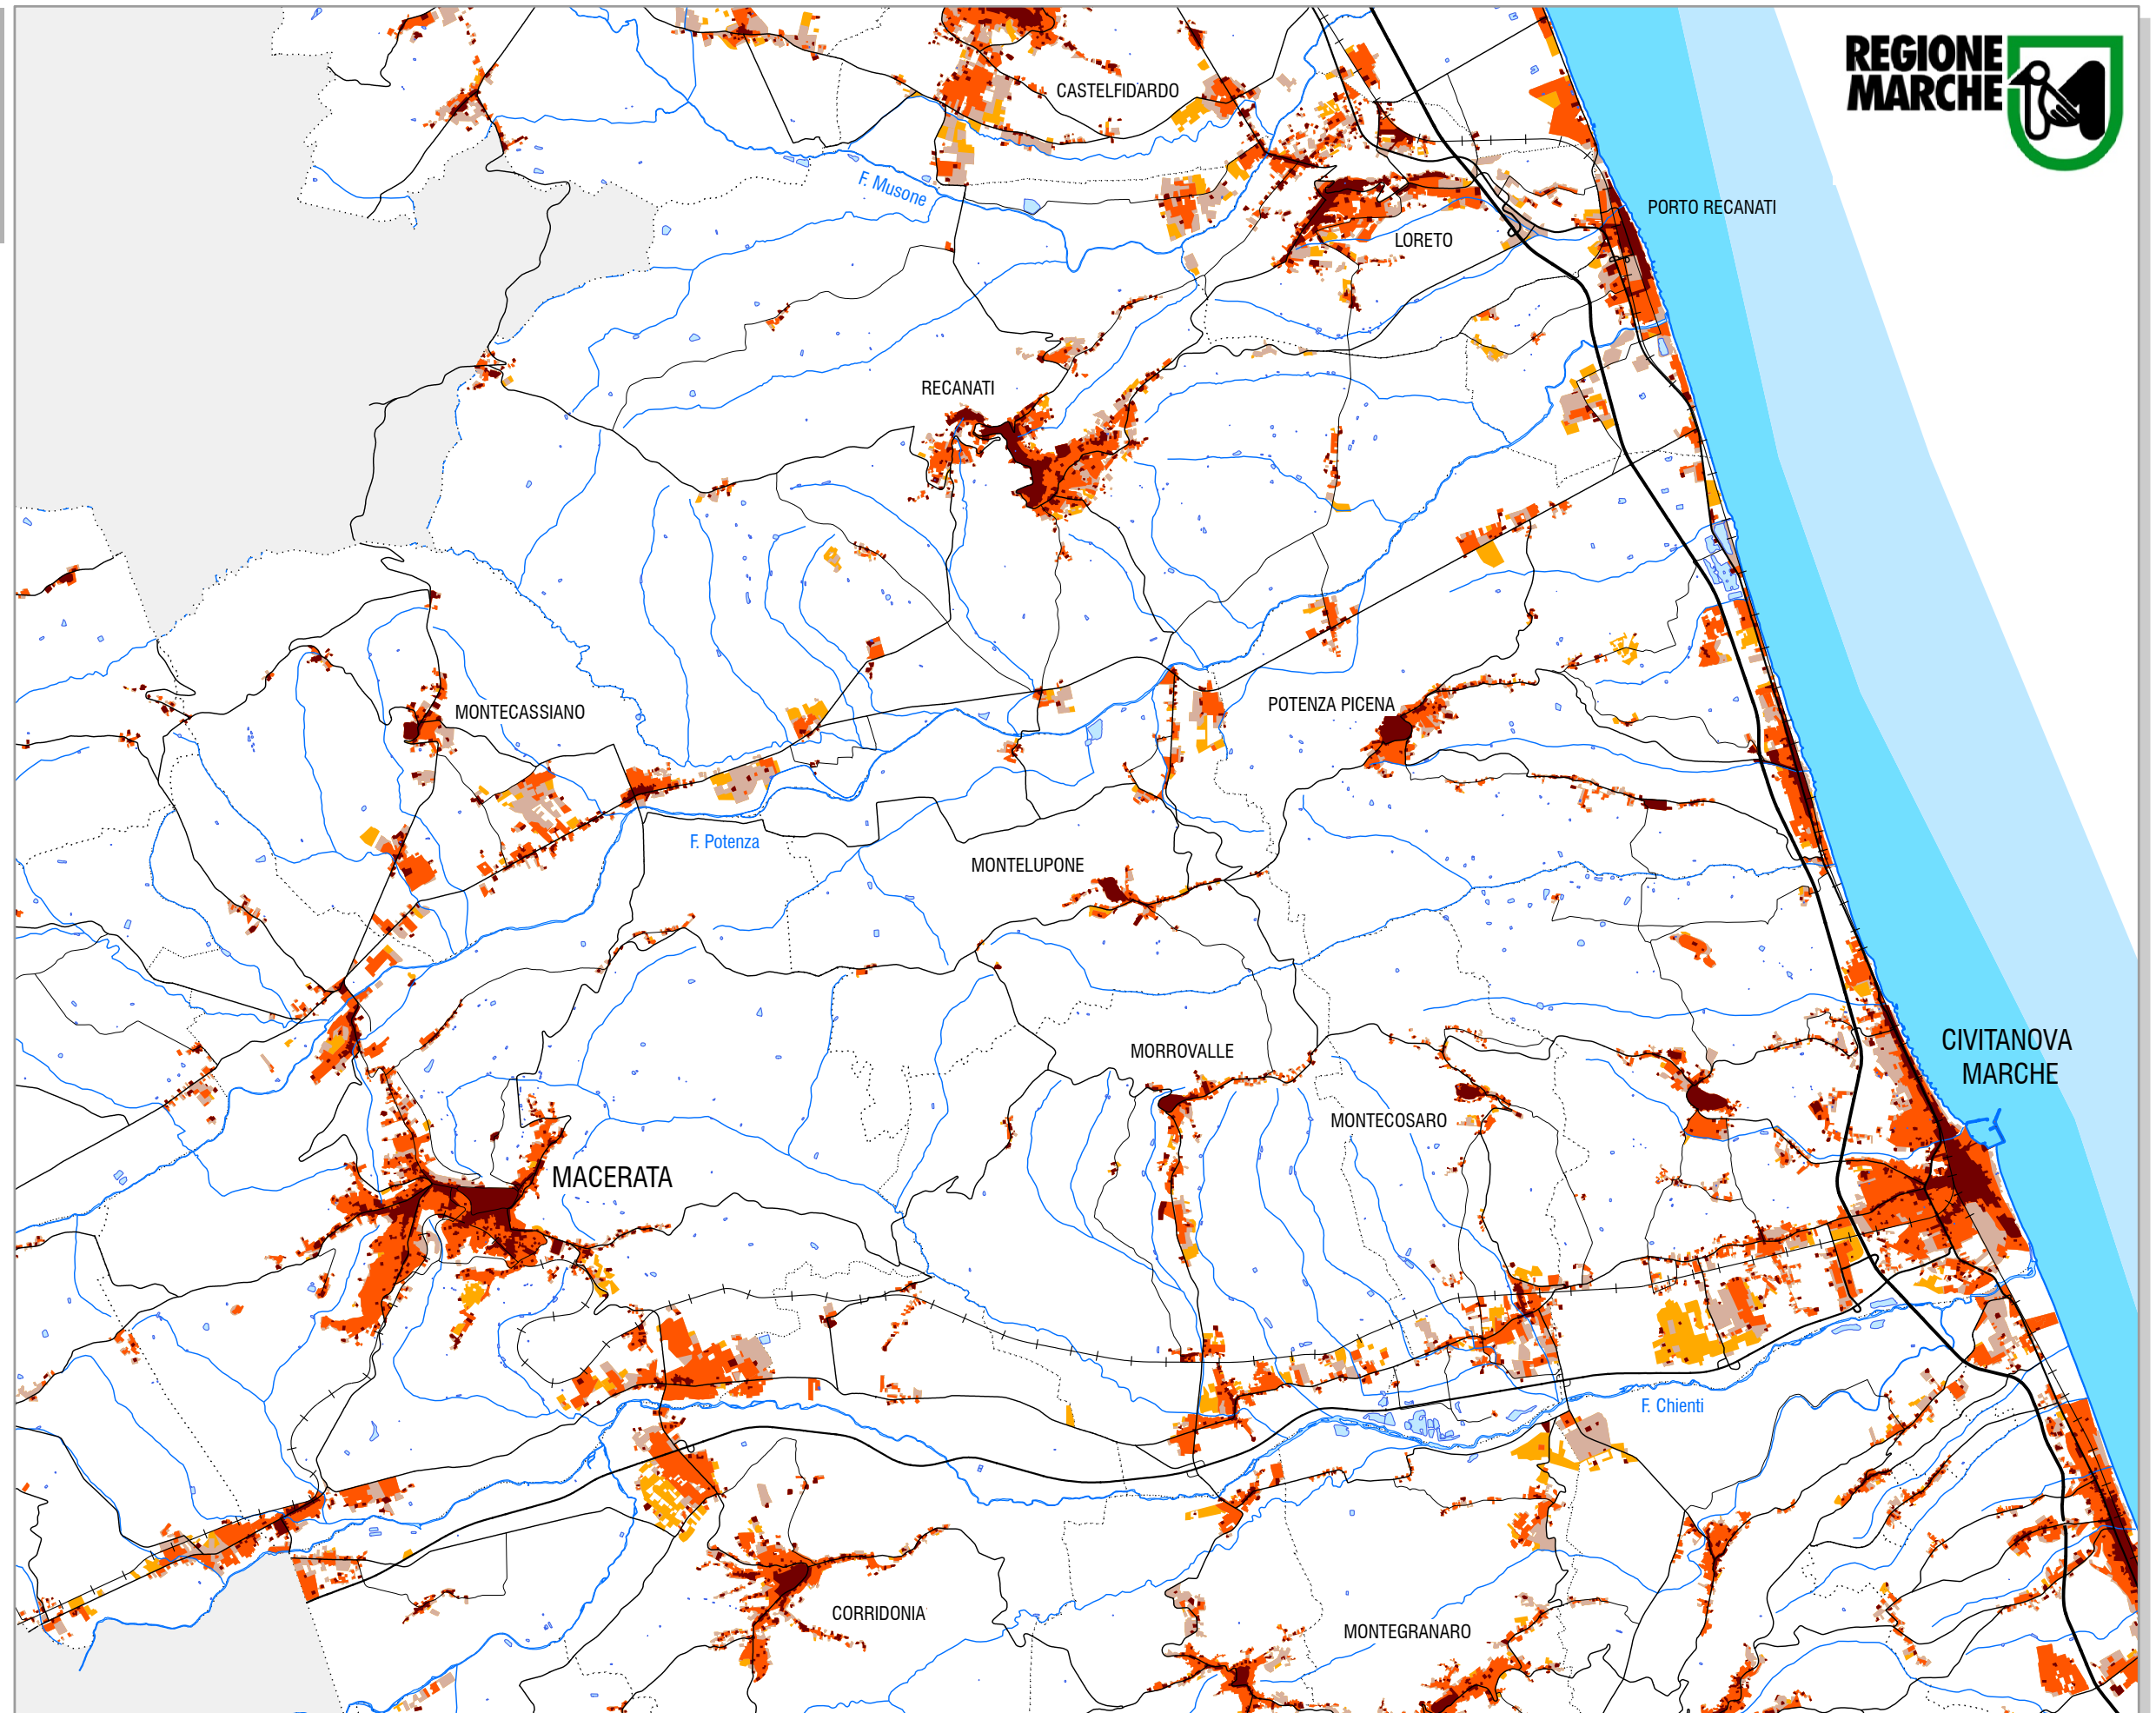 REGIONE
MARCHE
CASTELFIDARDO
F. Musone
PORTO RECANATI
LORETO
RECANATI
POTENZA PICENA
MONTECASSIANO
F. Potenza
MONTELUPONE
CIVITANOVA
MARCHE
MORROVALLE
MONTECOSARO
MACERATA
F. Chienti
CORRIDONIA
MONTEGRANARO